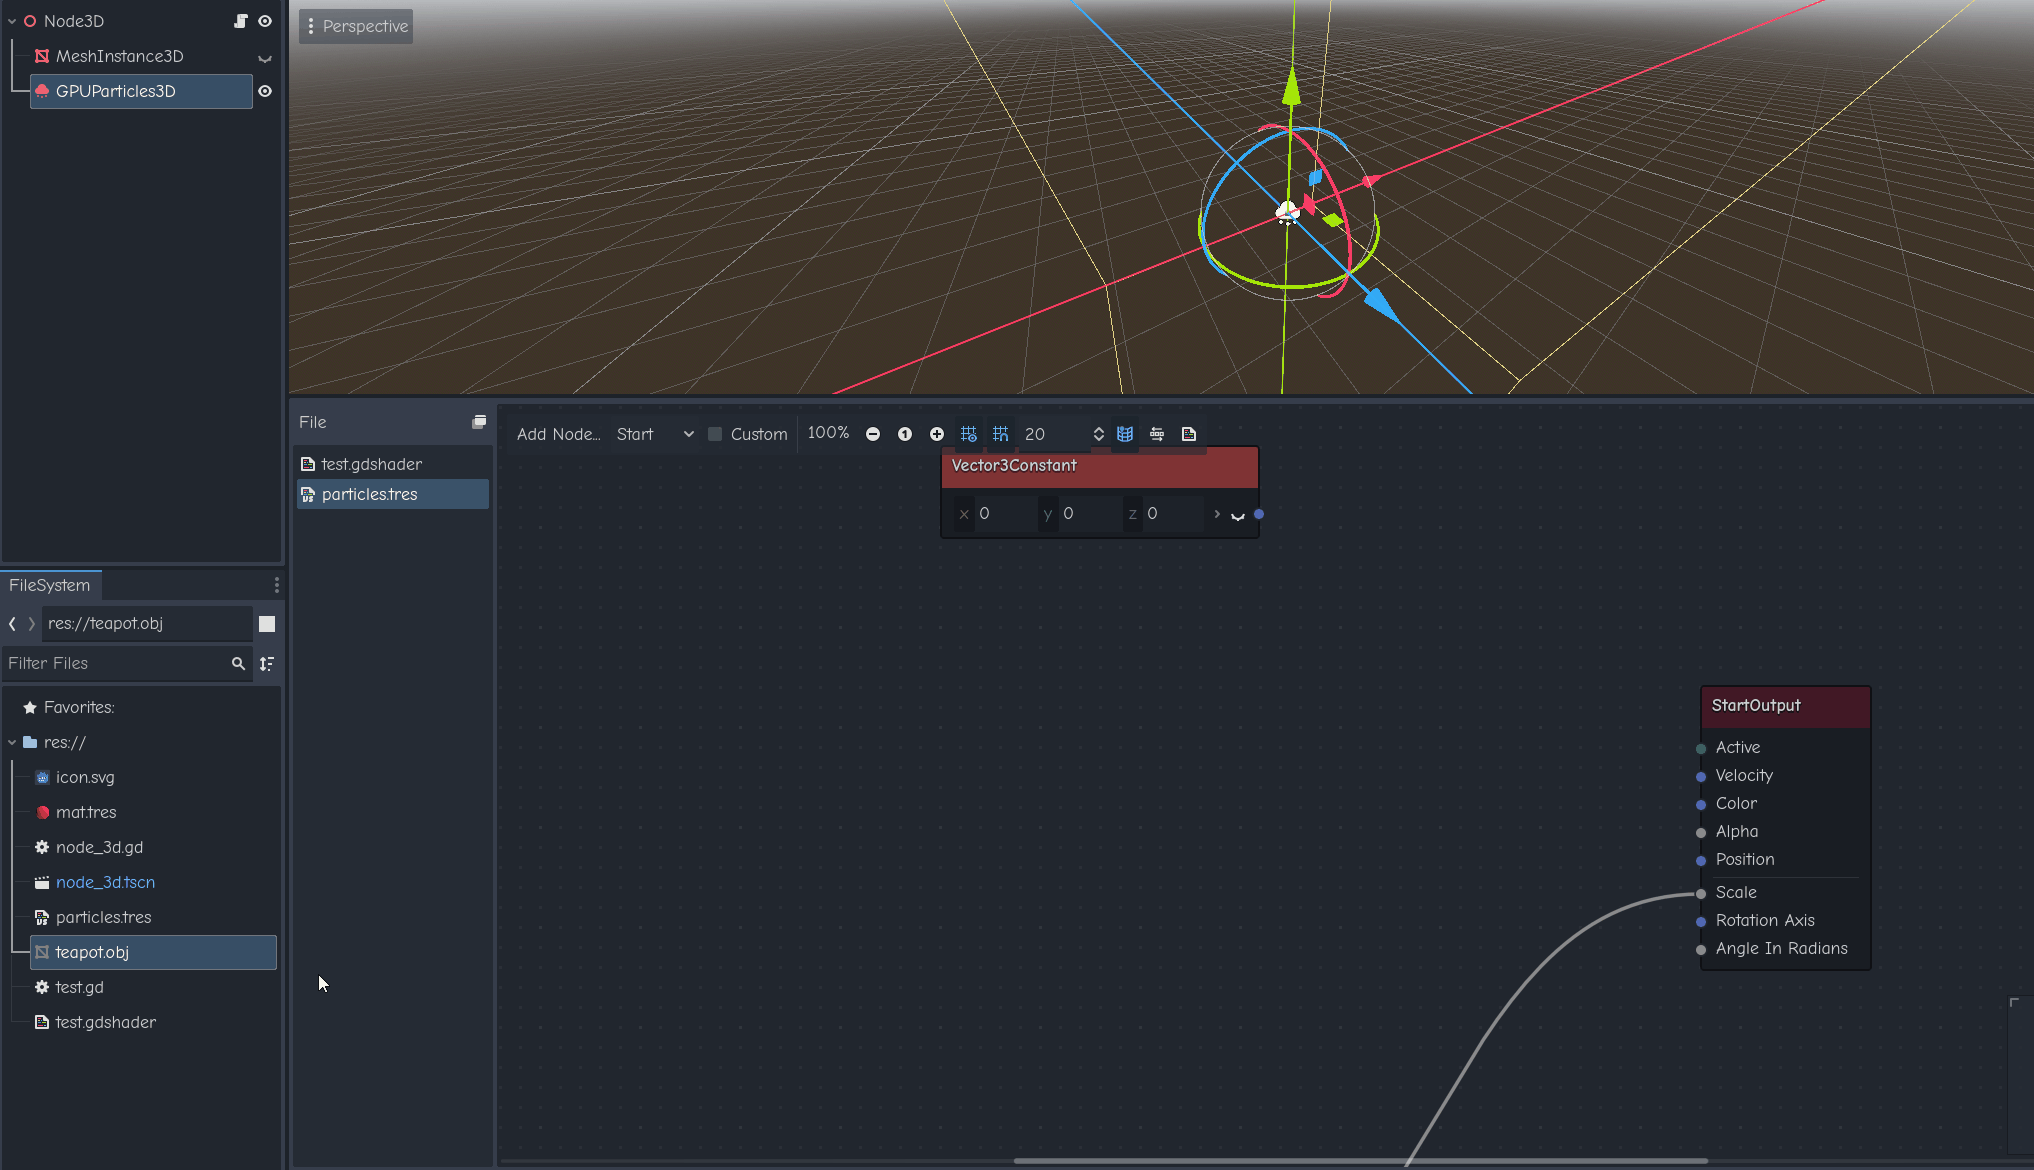 Node3D
MeshInstance3D
GPUParticles3D
Perspective
File
test.gdshader
particles.tres
Add Node... Start Custom 100% 1 20
Vector3Constant
x 0 y 0 z 0
StartOutput
Active
Velocity
Color
Alpha
Position
Scale
Rotation Axis
Angle In Radians
FileSystem
res://teapot.obj
Filter Files
Favorites:
res://
icon.svg
mat.tres
node_3d.gd
node_3d.tscn
particles.tres
teapot.obj
test.gd
test.gdshader